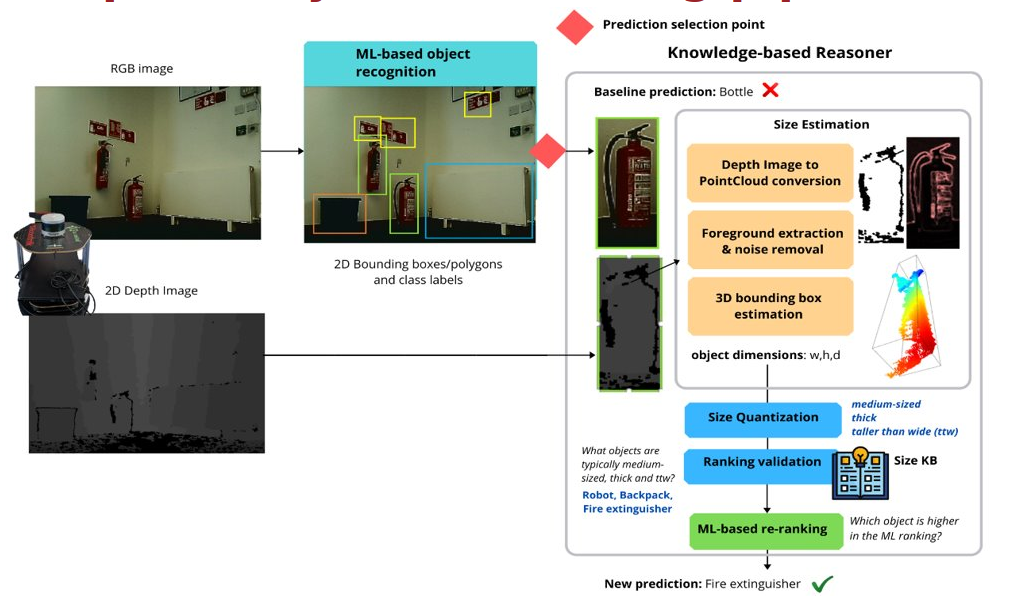 Prediction selection point
Knowledge-based Reasoner
RGB image
ML-based object
recognition
Baseline prediction: Bottle
Size Estimation
Depth Image to
PointCloud conversion
Foreground extraction
& noise removal
3D bounding box
estimation
object dimensions: w,h,d
2D Bounding boxes/polygons
and class labels
2D Depth Image
Size Quantization
medium-sized
thick
taller than wide (ttw)
What objects are
typically medium-
sized, thick and ttw?
Robot, Backpack,
Fire extinguisher
Ranking validation
Size KB
ML-based re-ranking
Which object is higher
in the ML ranking?
New prediction: Fire extinguisher